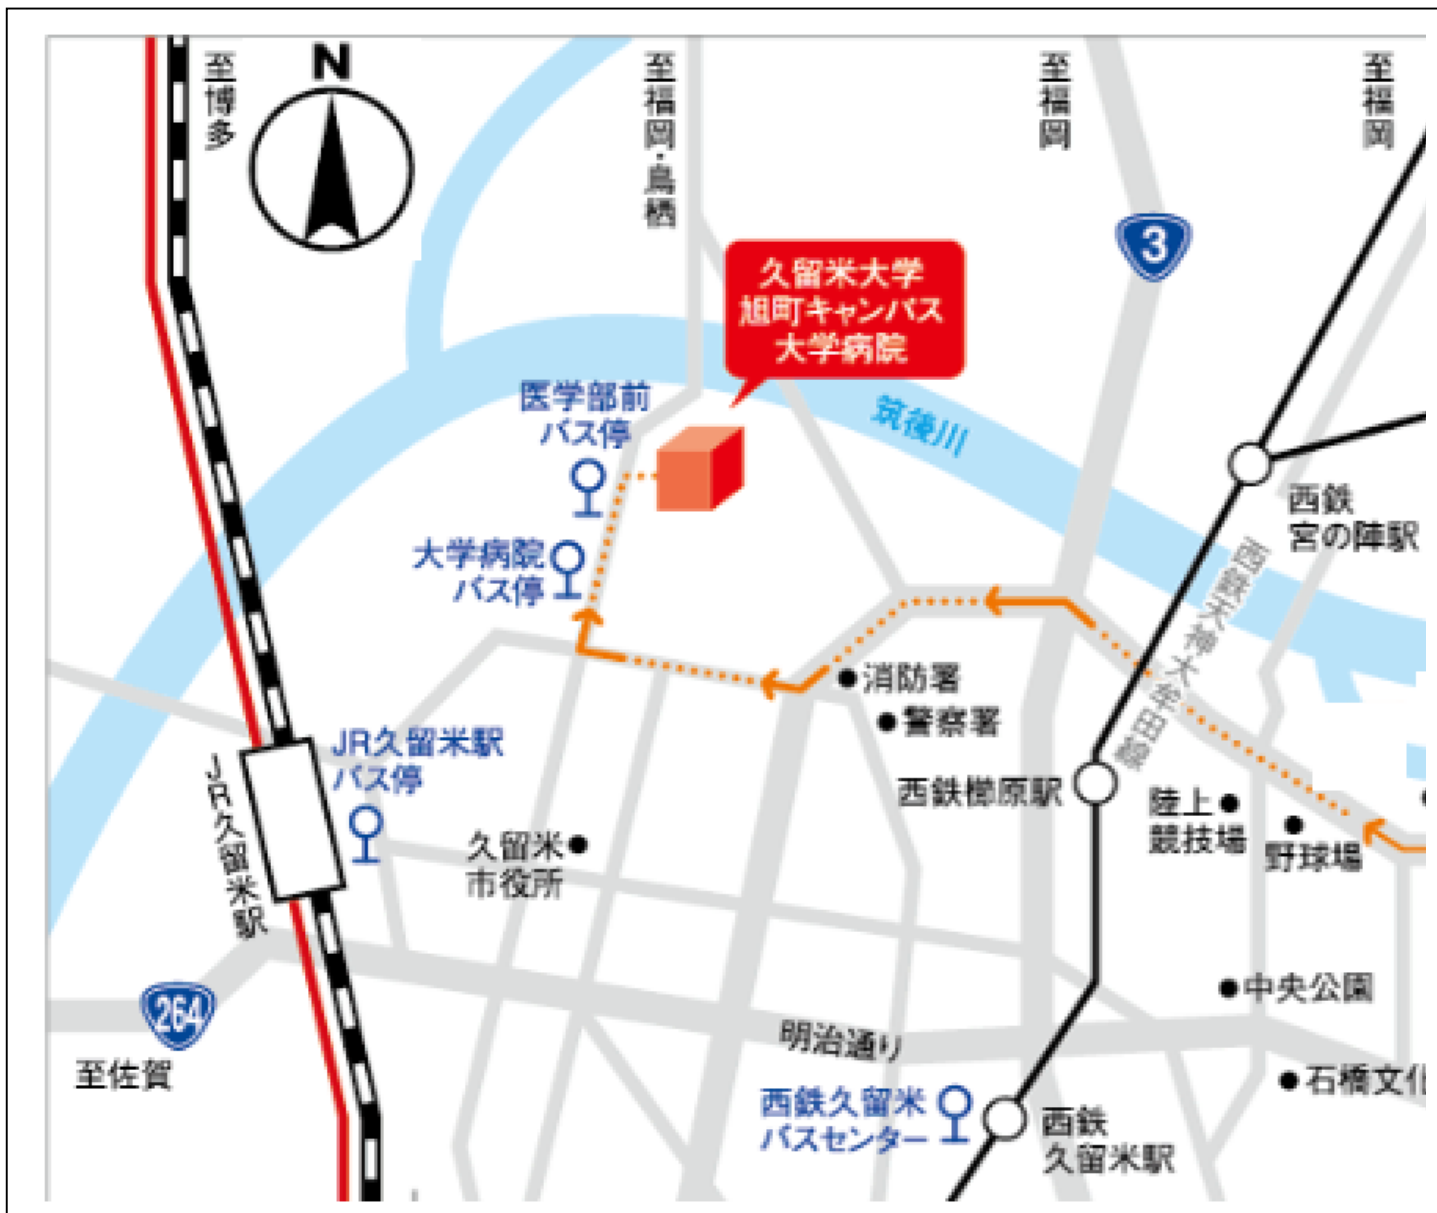 至博多
N
至福岡・鳥栖
至福岡
至福岡
3
久留米大学
旭町キャンパス
大学病院
医学部前
バス停
筑後川
西鉄
宮の陣駅
大学病院
バス停
西鉄天神大牟田線
消防署
警察署
JR久留米駅
バス停
JR久留米駅
西鉄櫛原駅
陸上
競技場
野球場
久留米
市役所
中央公園
264
至佐賀
明治通り
石橋文化
西鉄久留米
バスセンター
西鉄
久留米駅